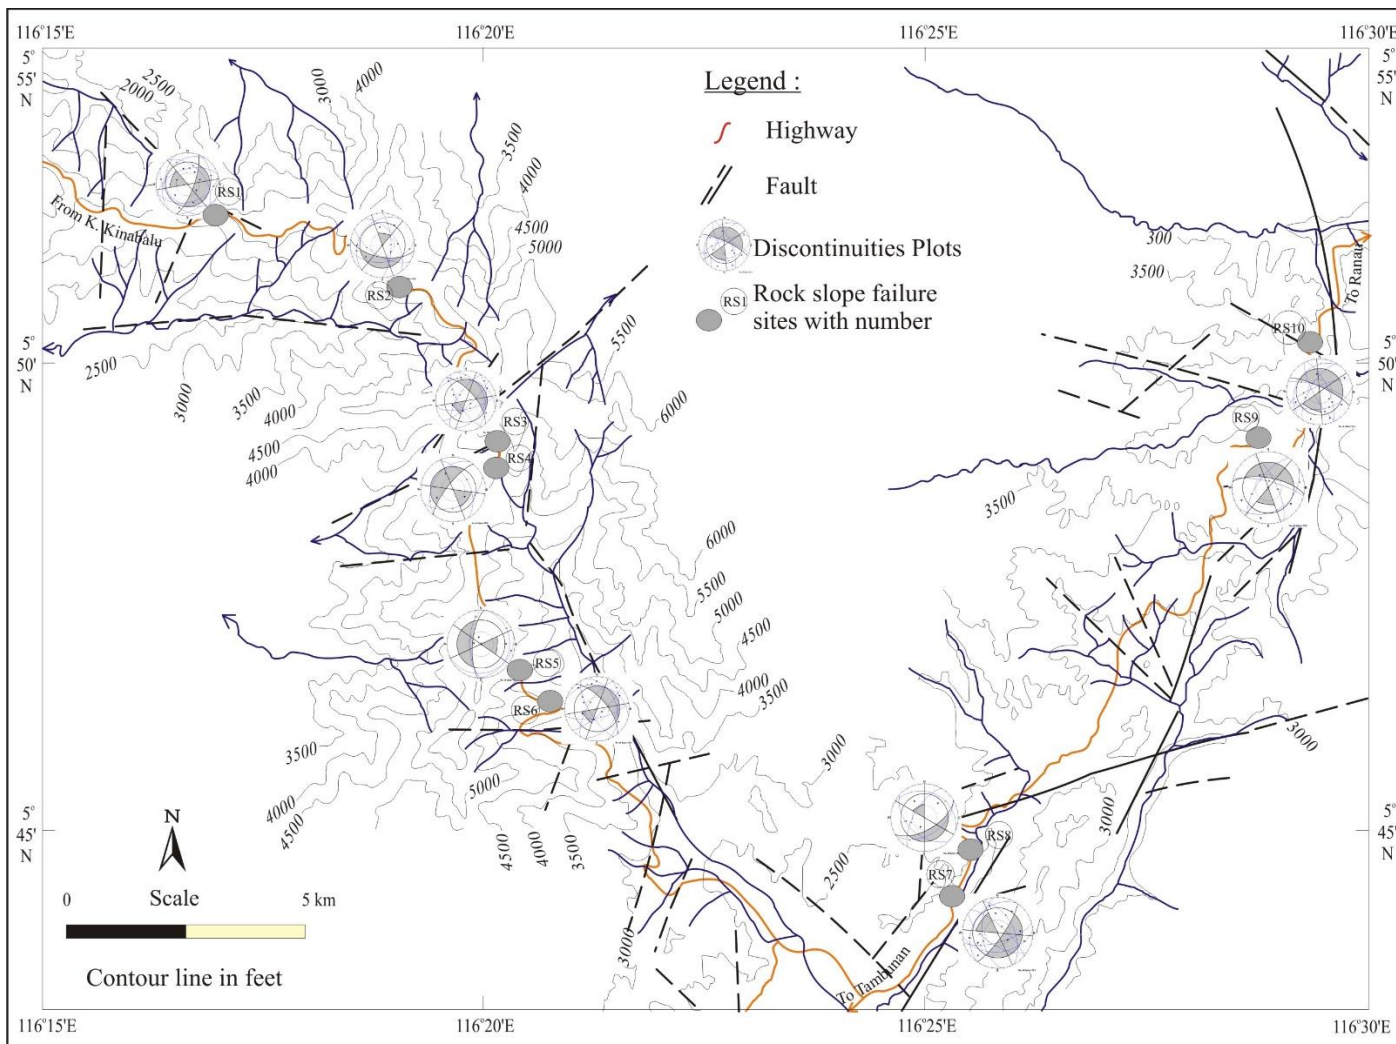 116°15'E
116°20'E
116°25'E
116°30'E
5°
55'
N
5°
55'
N
2500
2000
3000
4000
3500
4000
4500
5000
Legend :
Highway
Fault
Discontinuities Plots
RS1
Rock slope failure
sites with number
RS1
From K. Kinabalu
RS2
300
3500
To Ranau
RS10
5°
50'
N
5°
50'
N
2500
3000
3500
4000
4500
4000
5500
6000
RS3
RS4
RS9
3500
6000
5500
5000
4500
4000
3500
RS5
RS6
3500
4000
4500
5000
4500
4000
3500
3000
3000
3000
2500
3000
RS8
RS7
To Tambunan
5°
45'
N
5°
45'
N
N
0
Scale
5 km
Contour line in feet
116°15'E
116°20'E
116°25'E
116°30'E